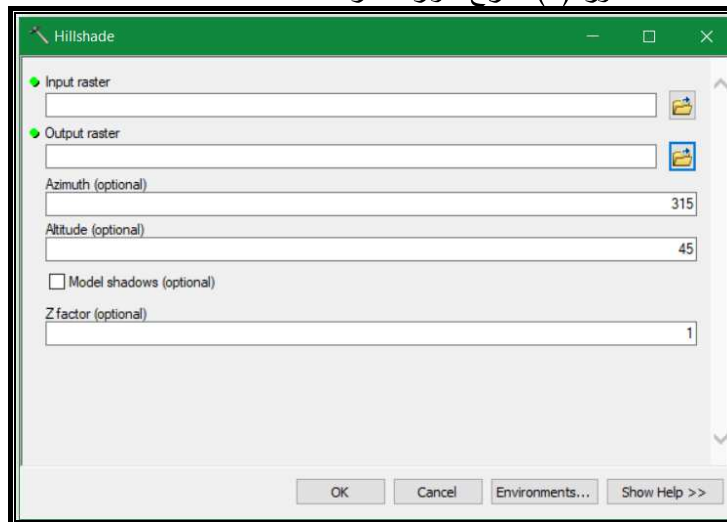 Hillshade
Input raster
Output raster
Azimuth (optional)
315
Altitude (optional)
45
Model shadows (optional)
Z factor (optional)
1
OK Cancel Environments... Show Help >>